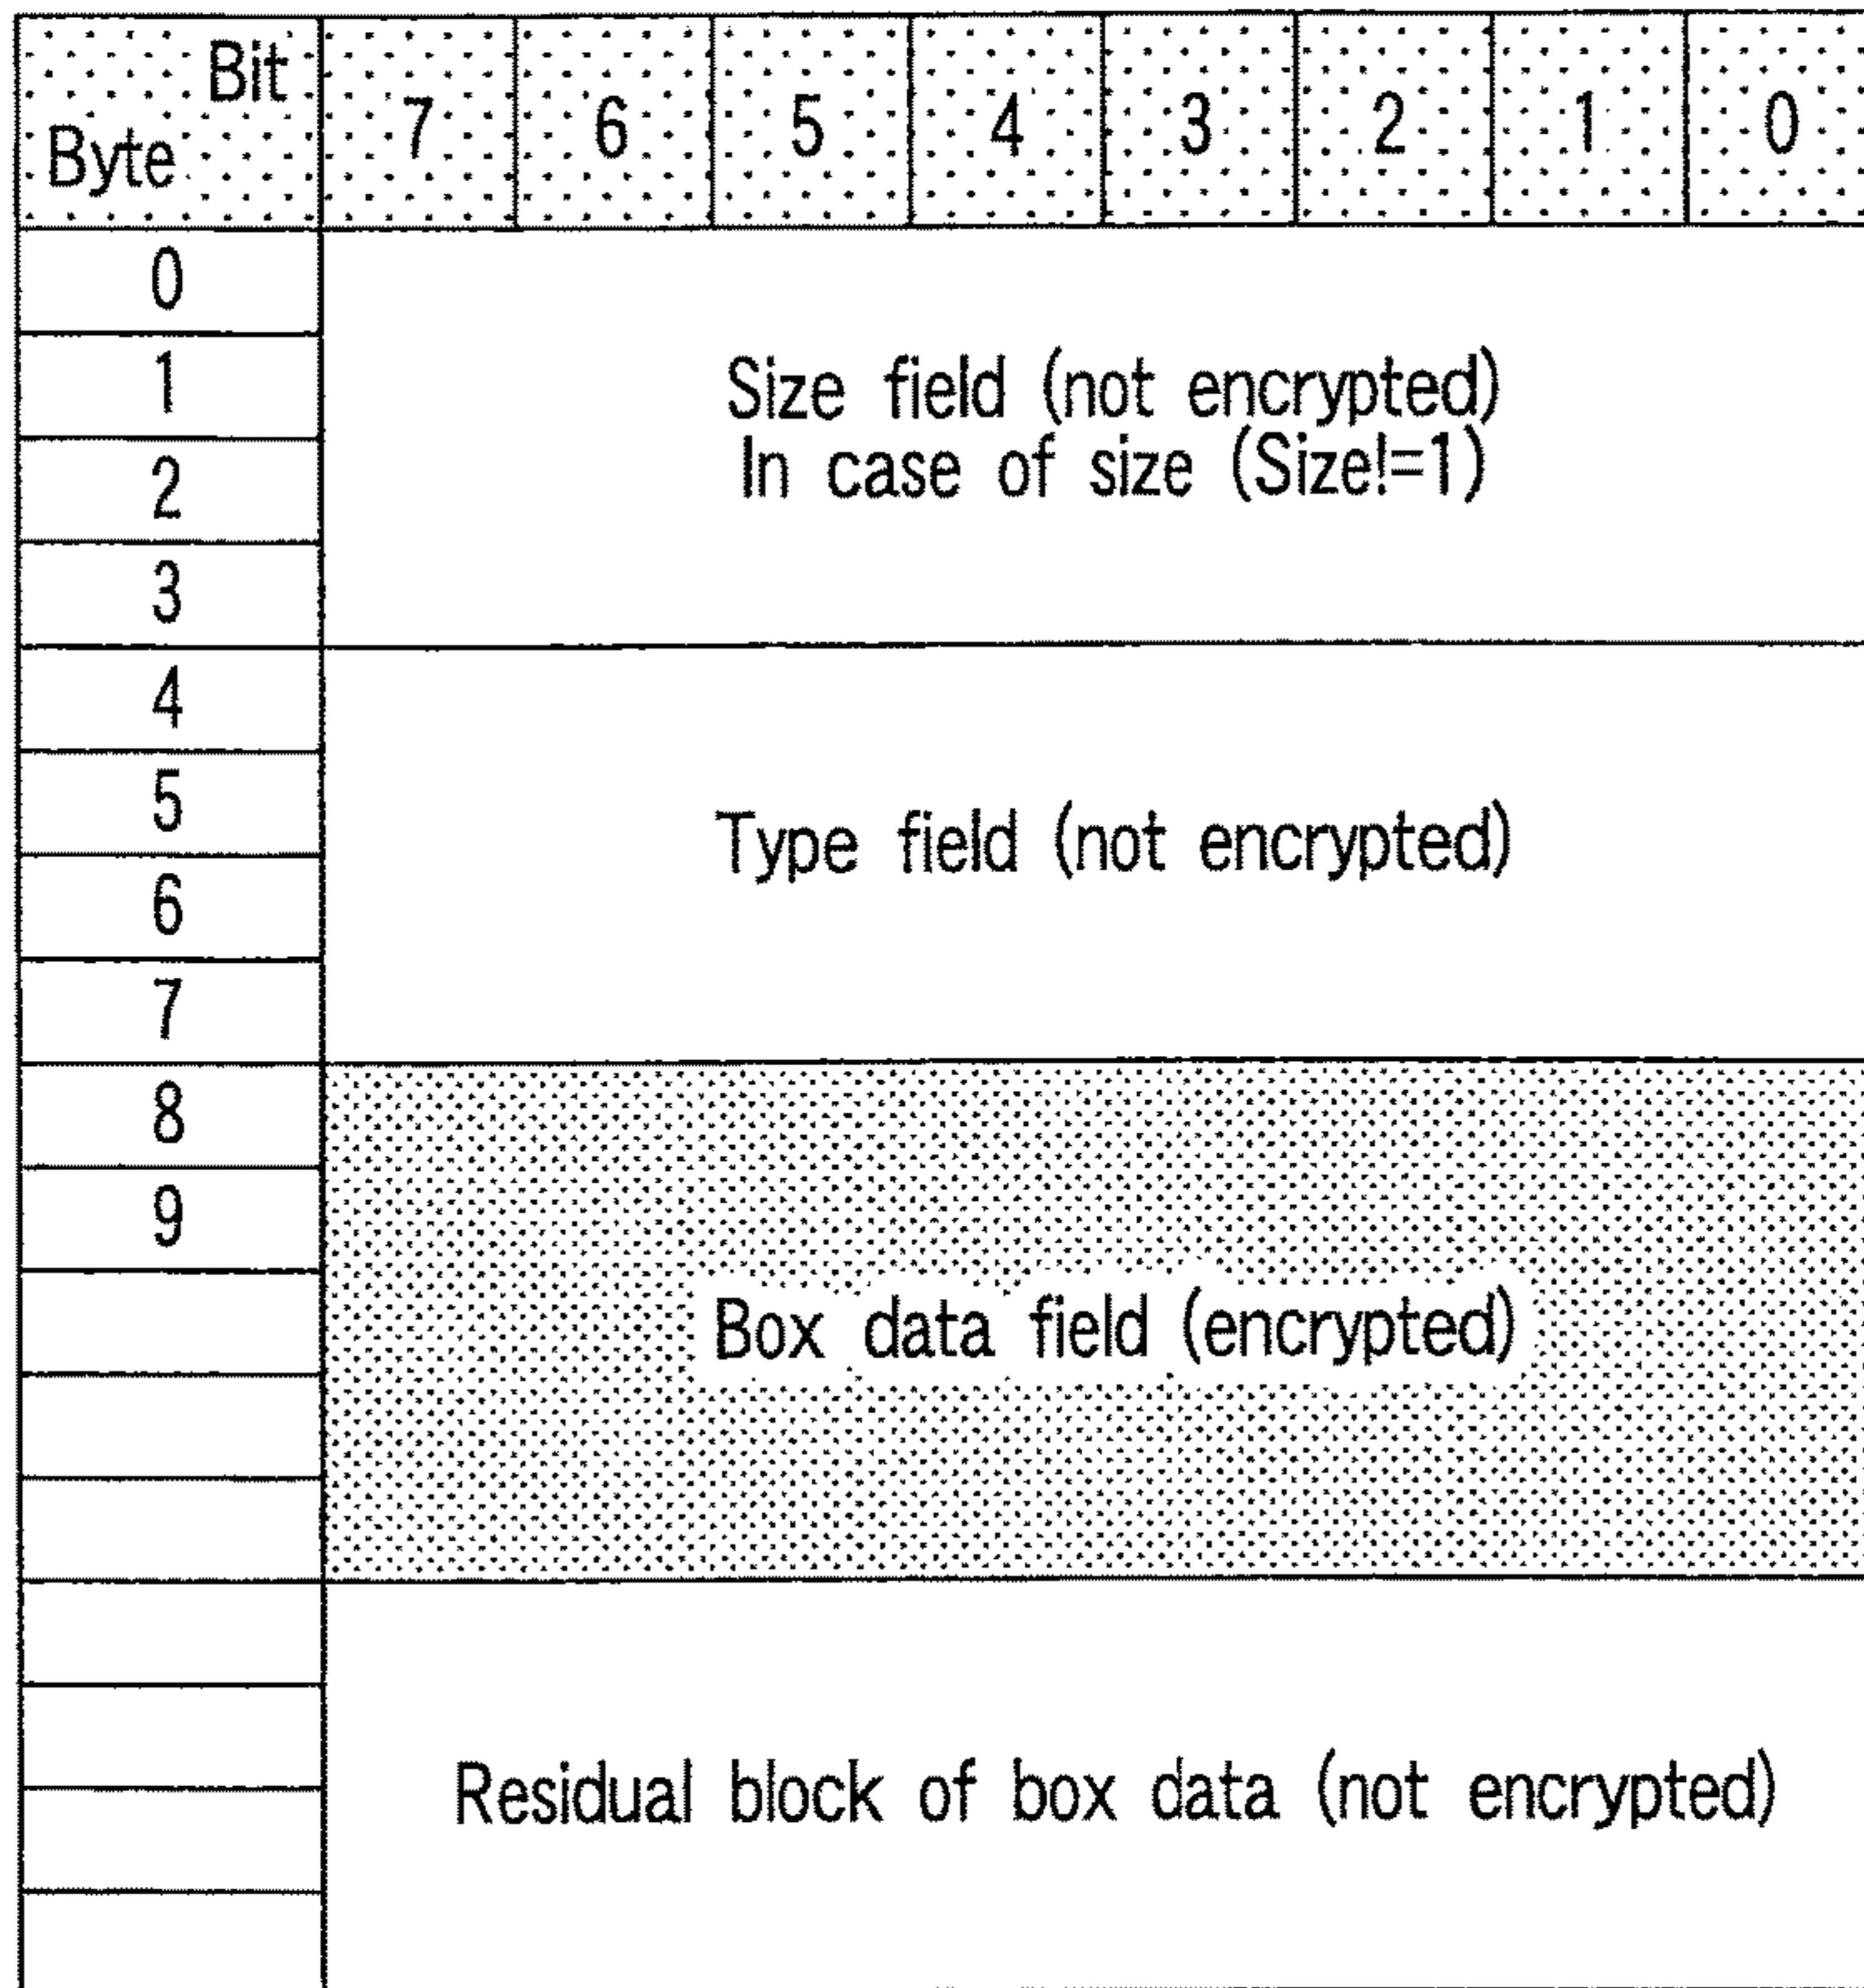 Bit
Byte
7 6 5 4 3 2 1 0
0
1
2
3
Size field (not encrypted)
In case of size (Size!=1)
4
5
6
7
Type field (not encrypted)
8
9
Box data field (encrypted)
Residual block of box data (not encrypted)